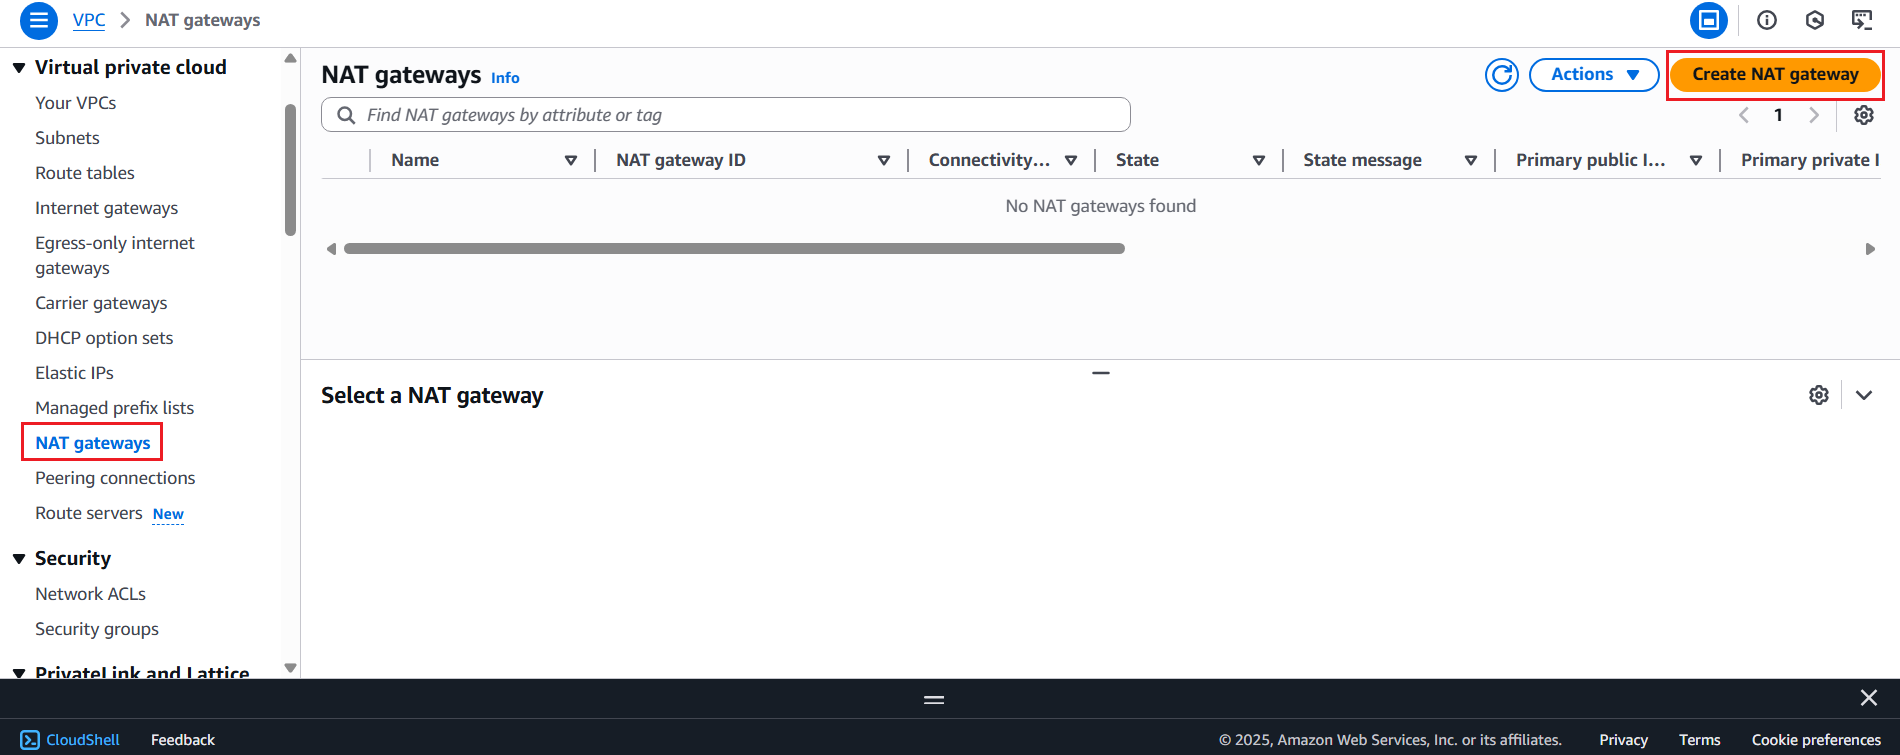 VPC > NAT gateways
Virtual private cloud
Your VPCs
Subnets
Route tables
Internet gateways
Egress-only internet
gateways
Carrier gateways
DHCP option sets
Elastic IPs
Managed prefix lists
NAT gateways
Peering connections
Route servers New
Security
Network ACLs
Security groups
PrivateLink and Lattice
NAT gateways Info
Actions
Create NAT gateway
Find NAT gateways by attribute or tag
1
Name NAT gateway ID Connectivity... State State message Primary public I... Primary private I
No NAT gateways found
Select a NAT gateway
CloudShell Feedback © 2025, Amazon Web Services, Inc. or its affiliates. Privacy Terms Cookie preferences